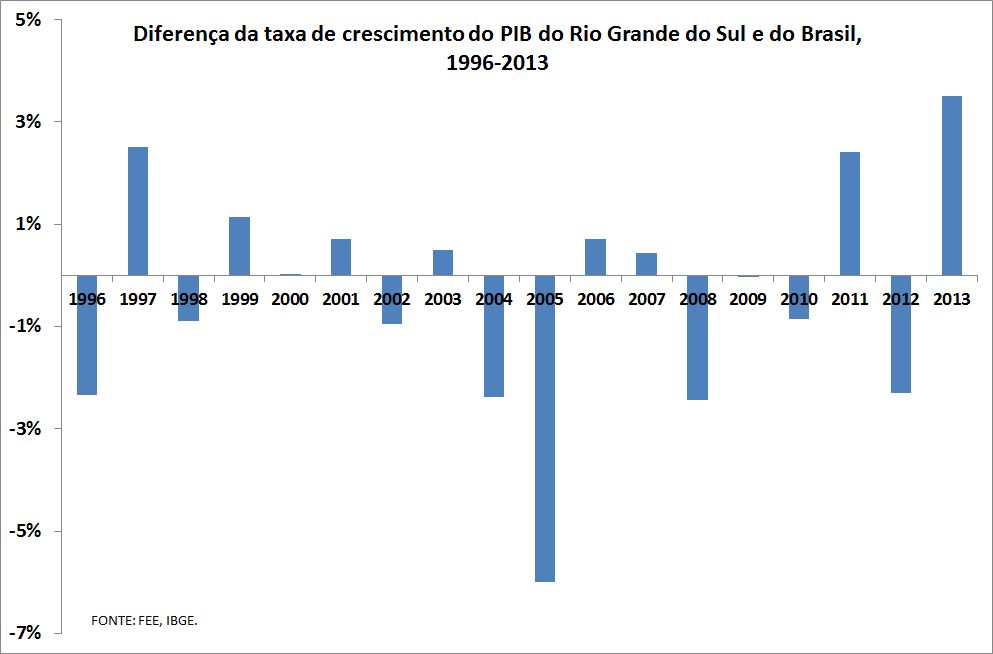 Diferença da taxa de crescimento do PIB do Rio Grande do Sul e do Brasil,
1996-2013
5%
3%
1%
-1%
-3%
-5%
-7%
1996 1997 1998 1999 2000 2001 2002 2003 2004 2005 2006 2007 2008 2009 2010 2011 2012 2013
FONTE: FEE, IBGE.